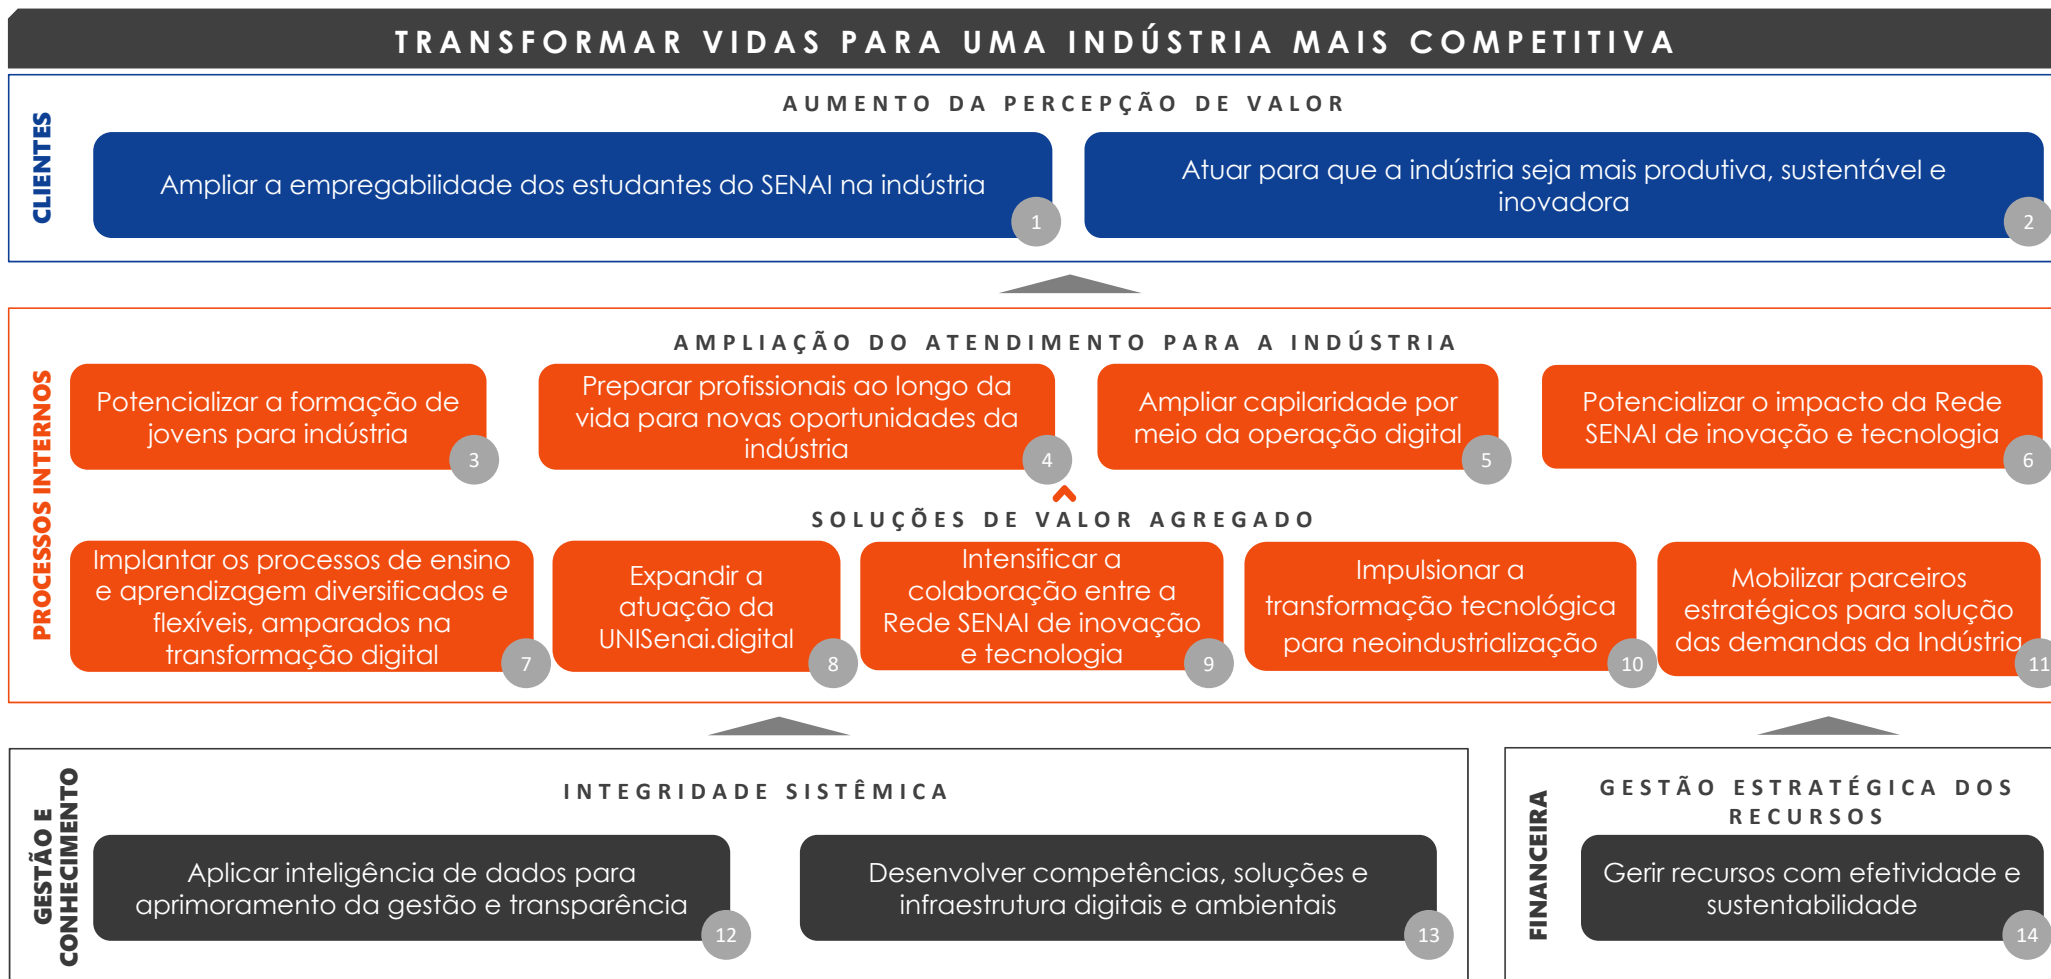 TRANSFORMAR VIDAS PARA UMA INDÚSTRIA MAIS COMPETITIVA
CLIENTES
AUMENTO DA PERCEPÇÃO DE VALOR
Ampliar a empregabilidade dos estudantes do SENAI na indústria
1
Atuar para que a indústria seja mais produtiva, sustentável e
inovadora
2
PROCESSOS INTERNOS
AMPLIAÇÃO DO ATENDIMENTO PARA A INDÚSTRIA
Potencializar a formação de
jovens para indústria
3
Preparar profissionais ao longo da
vida para novas oportunidades da
indústria
4
Ampliar capilaridade por
meio da operação digital
5
Potencializar o impacto da Rede
SENAI de inovação e tecnologia
6
SOLUÇÕES DE VALOR AGREGADO
Implantar os processos de ensino
e aprendizagem diversificados e
flexíveis, amparados na
transformação digital
7
Expandir a
atuação da
UNISenai.digital
8
Intensificar a
colaboração entre a
Rede SENAI de inovação
e tecnologia
9
Impulsionar a
transformação tecnológica
para neoindustrialização
10
Mobilizar parceiros
estratégicos para solução
das demandas da Indústria
11
GESTÃO E
CONHECIMENTO
INTEGRIDADE SISTÊMICA
Aplicar inteligência de dados para
aprimoramento da gestão e transparência
12
Desenvolver competências, soluções e
infraestrutura digitais e ambientais
13
FINANCEIRA
GESTÃO ESTRATÉGICA DOS
RECURSOS
Gerir recursos com efetividade e
sustentabilidade
14